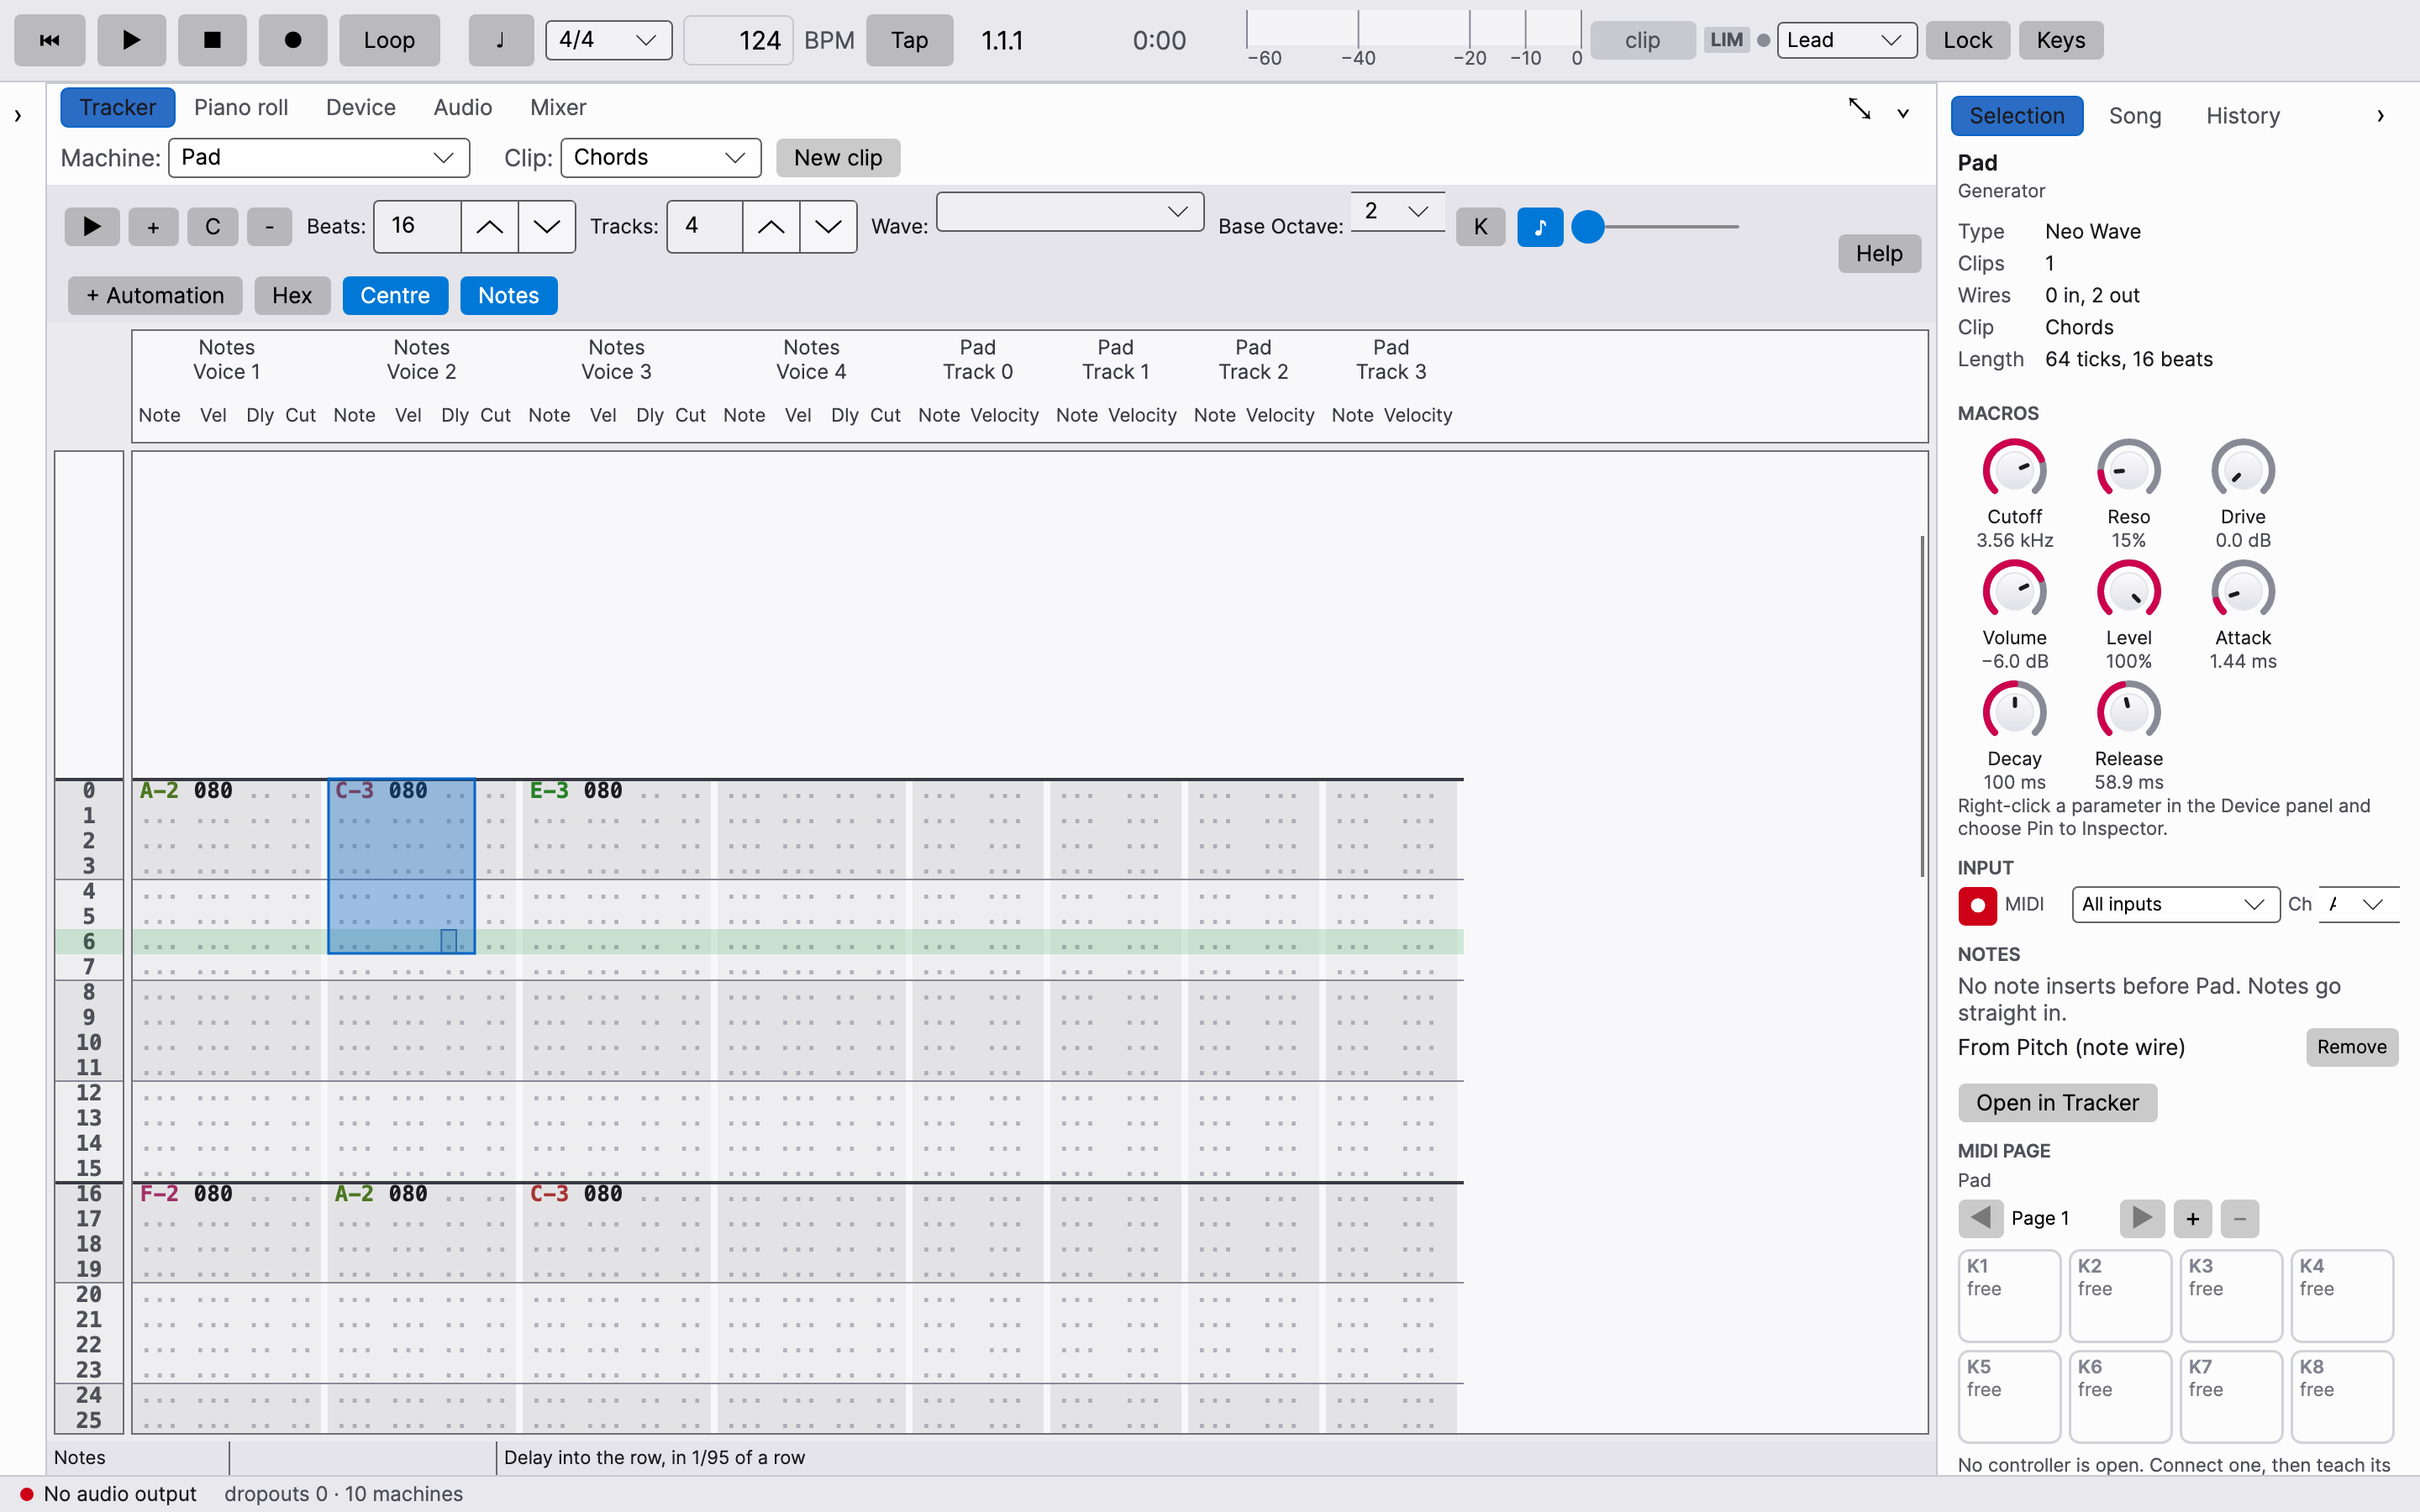 Loop 4/4 124 BPM Tap 1.1.1 0:00 −60 −40 −20 −10 0 clip LIM Lead Lock Keys
Tracker Piano roll Device Audio Mixer
Machine: Pad Clip: Chords New clip
+ C - Beats: 16 Tracks: 4 Wave: Base Octave: 2 K
Help
+ Automation Hex Centre Notes
Notes Notes Notes Notes Pad Pad Pad Pad
Voice 1 Voice 2 Voice 3 Voice 4 Track 0 Track 1 Track 2 Track 3
Note Vel Dly Cut Note Vel Dly Cut Note Vel Dly Cut Note Vel Dly Cut Note Velocity Note Velocity Note Velocity Note Velocity
0 A-2 080 C-3 080 E-3 080
1
2
3
4
5
6
7
8
9
10
11
12
13
14
15
16 F-2 080 A-2 080 C-3 080
17
18
19
20
21
22
23
24
25
Notes Delay into the row, in 1/95 of a row
No audio output dropouts 0 · 10 machines
Selection Song History
Pad
Generator
Type Neo Wave
Clips 1
Wires 0 in, 2 out
Clip Chords
Length 64 ticks, 16 beats
MACROS
Cutoff Reso Drive
3.56 kHz 15% 0.0 dB
Volume Level Attack
−6.0 dB 100% 1.44 ms
Decay Release
100 ms 58.9 ms
Right-click a parameter in the Device panel and
choose Pin to Inspector.
INPUT
MIDI All inputs Ch
NOTES
No note inserts before Pad. Notes go
straight in.
From Pitch (note wire) Remove
Open in Tracker
MIDI PAGE
Pad
Page 1 + −
K1 K2 K3 K4
free free free free
K5 K6 K7 K8
free free free free
No controller is open. Connect one, then teach its